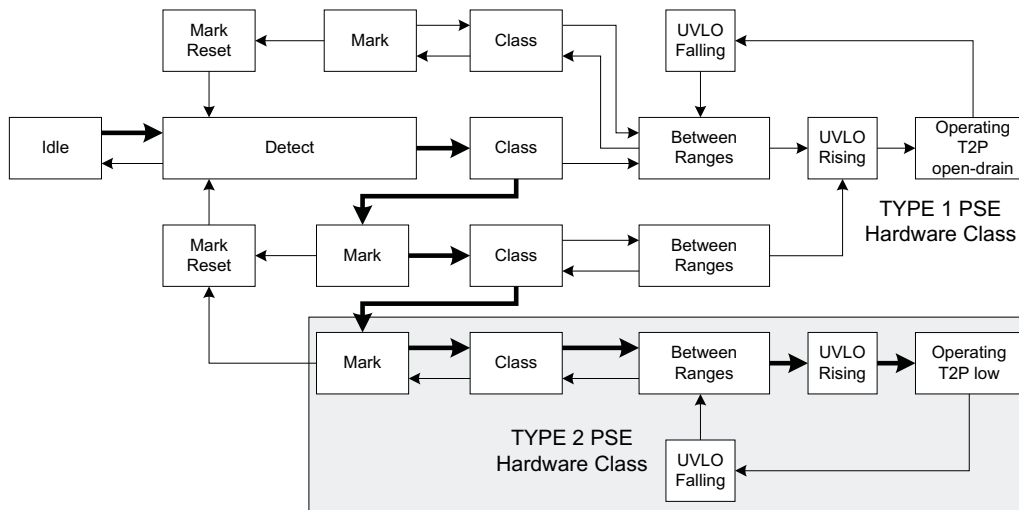 Mark
Reset
Mark
Class
UVLO
Falling
Idle
Detect
Class
Between
Ranges
UVLO
Rising
Operating
T2P
open-drain
TYPE 1 PSE
Hardware Class
Mark
Reset
Mark
Class
Between
Ranges
Mark
Class
Between
Ranges
UVLO
Rising
Operating
T2P low
TYPE 2 PSE
Hardware Class
UVLO
Falling